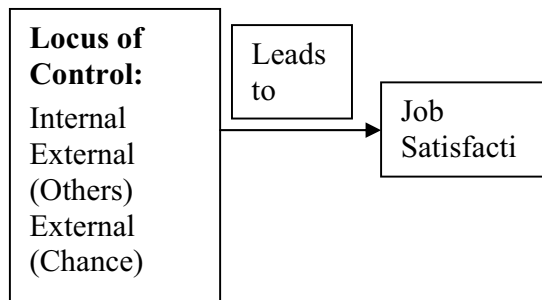 Locus of
Control:
Internal
External
(Others)
External
(Chance)
Leads
to
Job
Satisfacti